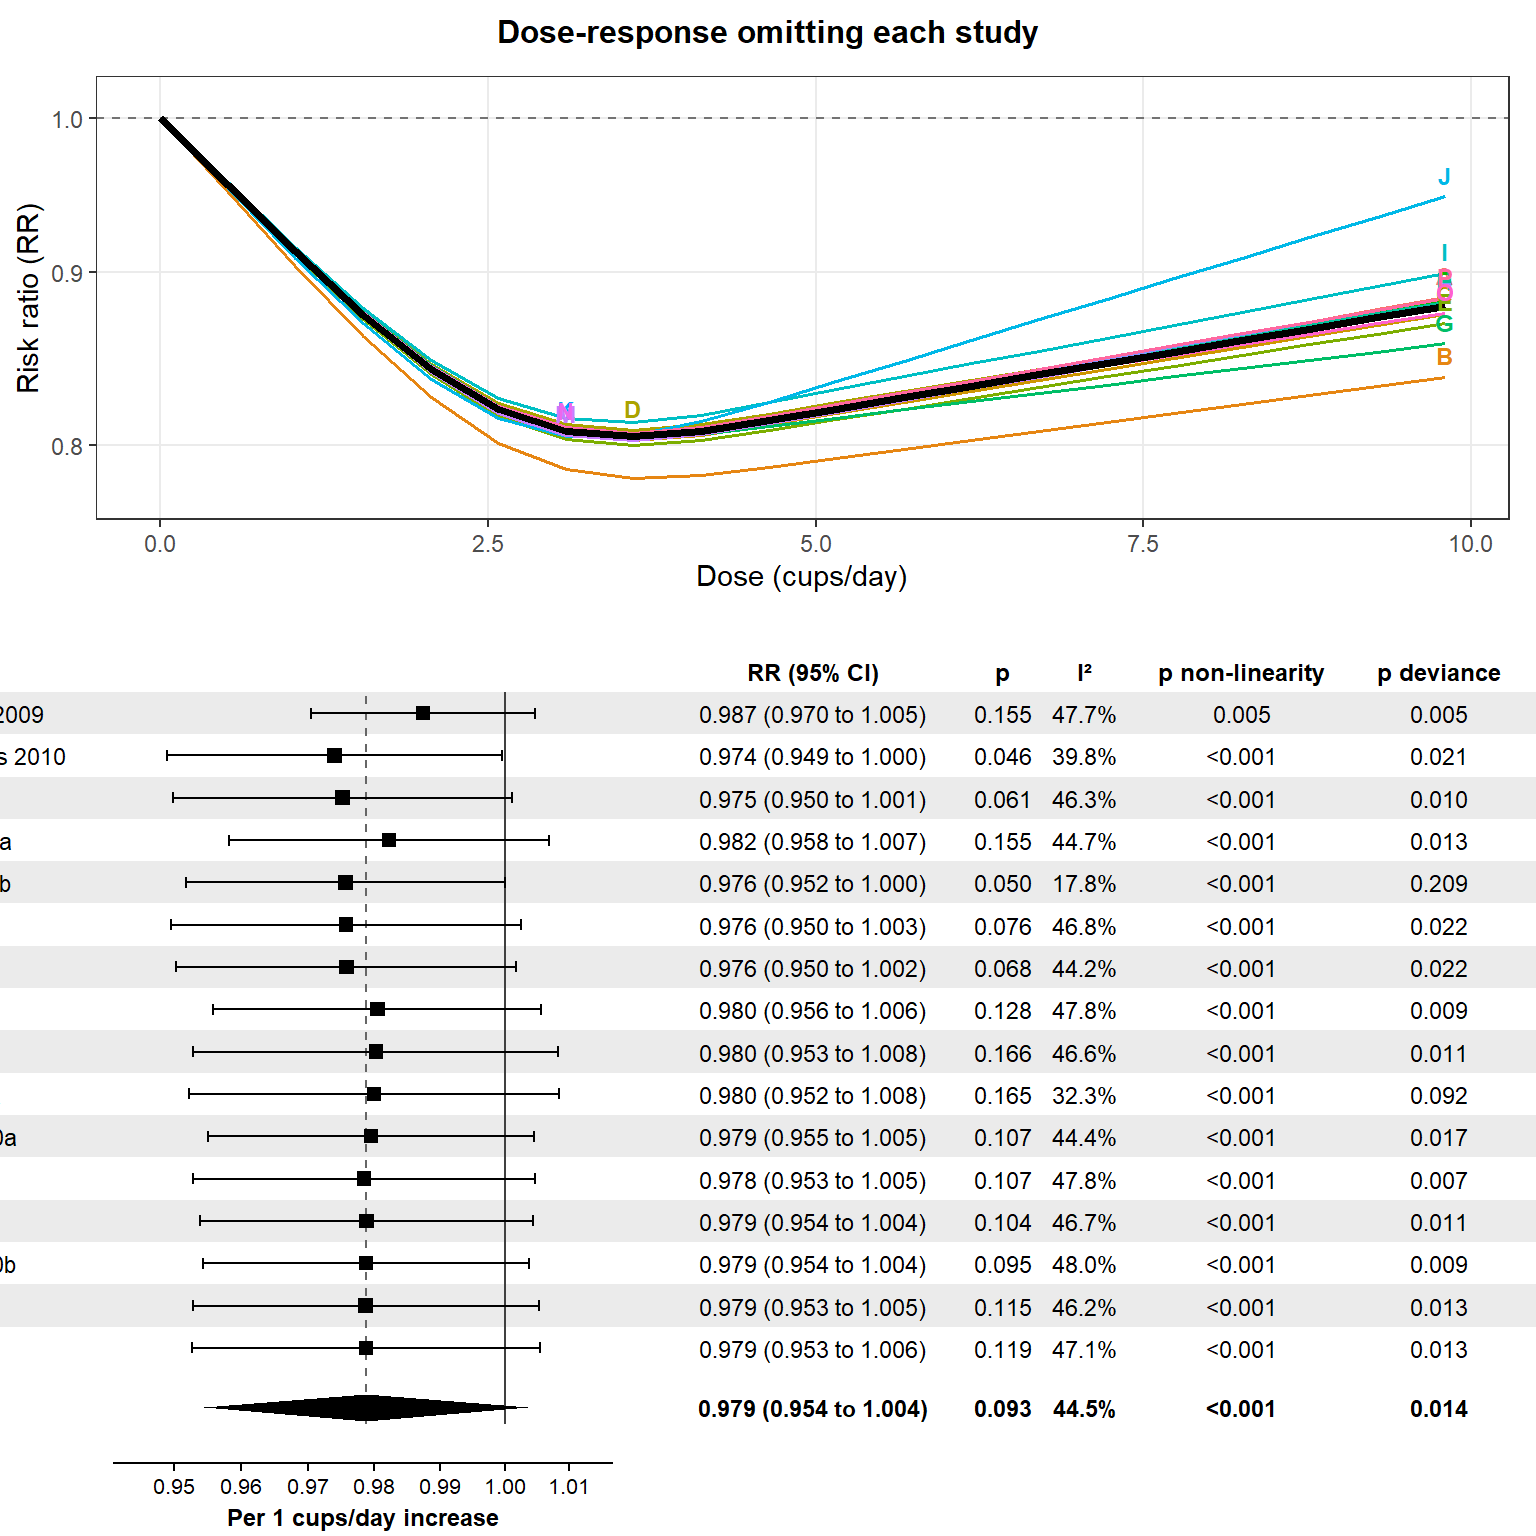 Dose-response omitting each study
Risk ratio (RR)
1.0
0.9
0.8
J
I
G
B
D
M
0.0 2.5 5.0 7.5 10.0
Dose (cups/day)
RR (95% CI) p I² p non-linearity p deviance
2009 0.987 (0.970 to 1.005) 0.155 47.7% 0.005 0.005
s 2010 0.974 (0.949 to 1.000) 0.046 39.8% <0.001 0.021
0.975 (0.950 to 1.001) 0.061 46.3% <0.001 0.010
a 0.982 (0.958 to 1.007) 0.155 44.7% <0.001 0.013
b 0.976 (0.952 to 1.000) 0.050 17.8% <0.001 0.209
0.976 (0.950 to 1.003) 0.076 46.8% <0.001 0.022
0.976 (0.950 to 1.002) 0.068 44.2% <0.001 0.022
0.980 (0.956 to 1.006) 0.128 47.8% <0.001 0.009
0.980 (0.953 to 1.008) 0.166 46.6% <0.001 0.011
0.980 (0.952 to 1.008) 0.165 32.3% <0.001 0.092
0a 0.979 (0.955 to 1.005) 0.107 44.4% <0.001 0.017
0.978 (0.953 to 1.005) 0.107 47.8% <0.001 0.007
0.979 (0.954 to 1.004) 0.104 46.7% <0.001 0.011
0b 0.979 (0.954 to 1.004) 0.095 48.0% <0.001 0.009
0.979 (0.953 to 1.005) 0.115 46.2% <0.001 0.013
0.979 (0.953 to 1.006) 0.119 47.1% <0.001 0.013
0.979 (0.954 to 1.004) 0.093 44.5% <0.001 0.014
0.95 0.96 0.97 0.98 0.99 1.00 1.01
Per 1 cups/day increase